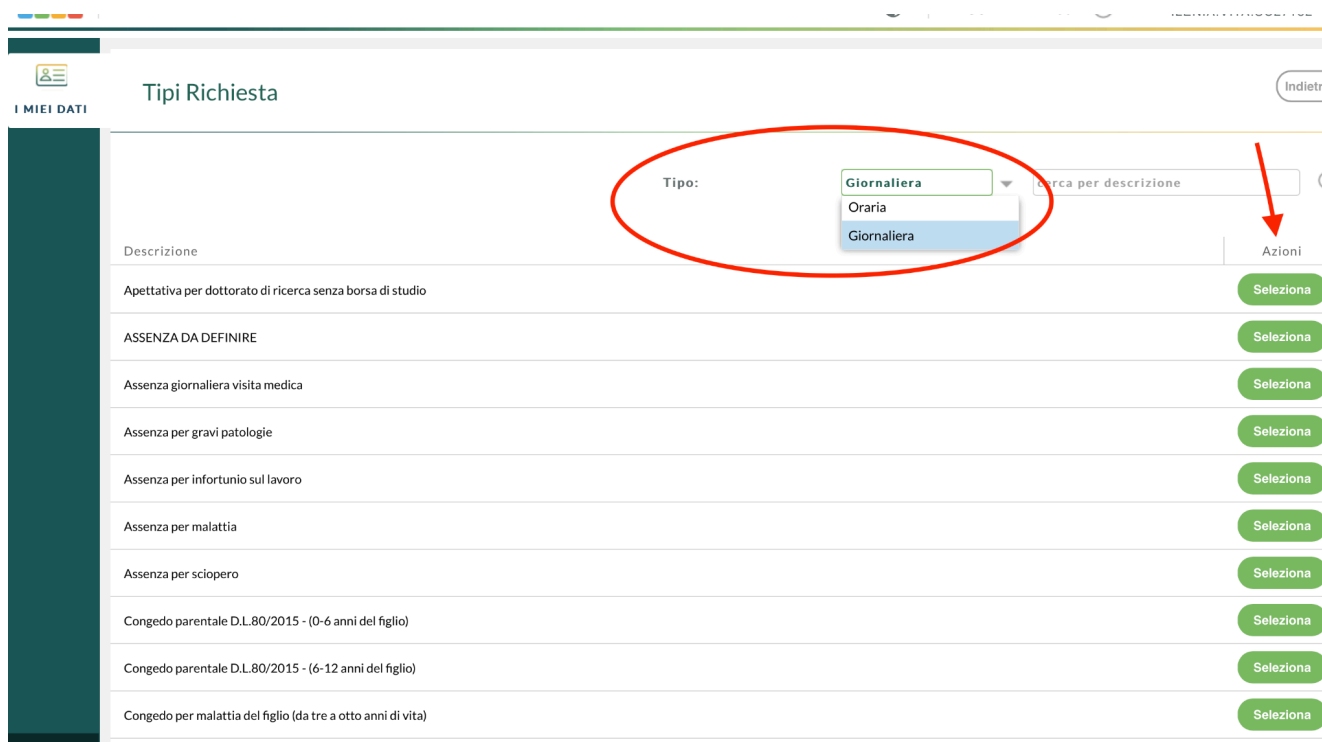 I MIEI DATI
Tipi Richiesta
Tipo:
Giornaliera
cerca per descrizione
Oraria
Giornaliera
Descrizione
Azioni
Apettativa per dottorato di ricerca senza borsa di studio
Seleziona
ASSENZA DA DEFINIRE
Seleziona
Assenza giornaliera visita medica
Seleziona
Assenza per gravi patologie
Seleziona
Assenza per infortunio sul lavoro
Seleziona
Assenza per malattia
Seleziona
Assenza per sciopero
Seleziona
Congedo parentale D.L.80/2015 - (0-6 anni del figlio)
Seleziona
Congedo parentale D.L.80/2015 - (6-12 anni del figlio)
Seleziona
Congedo per malattia del figlio (da tre a otto anni di vita)
Seleziona